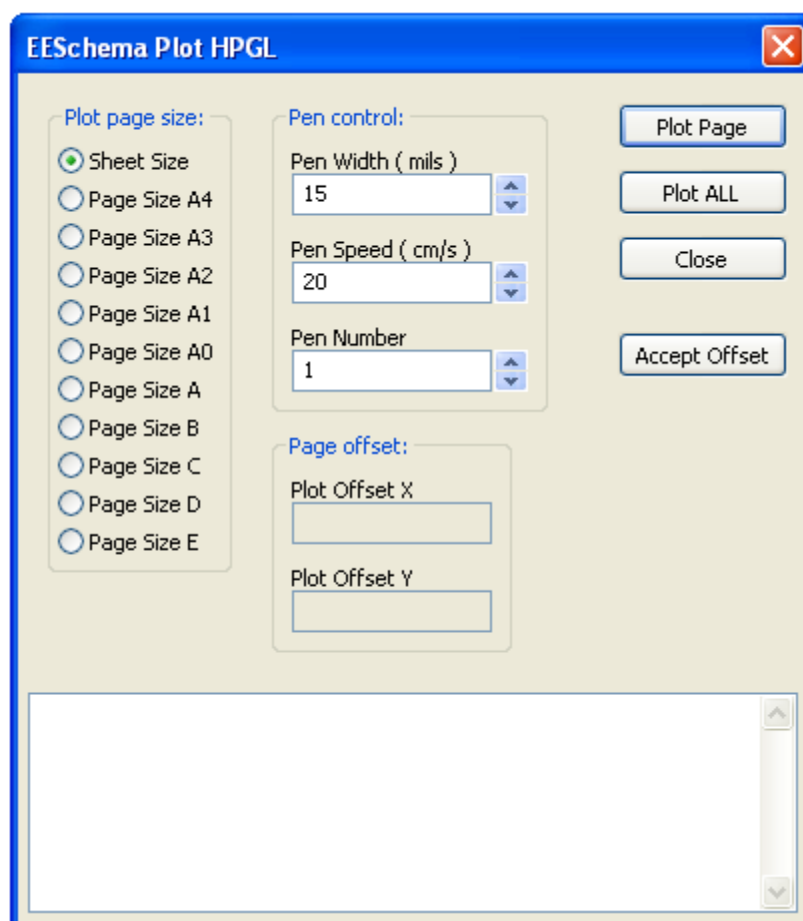 EESchema Plot HPGL
Plot page size:
Sheet Size
Page Size A4
Page Size A3
Page Size A2
Page Size A1
Page Size A0
Page Size A
Page Size B
Page Size C
Page Size D
Page Size E
Pen control:
Pen Width ( mils )
15
Pen Speed ( cm/s )
20
Pen Number
1
Page offset:
Plot Offset X
Plot Offset Y
Plot Page
Plot ALL
Close
Accept Offset